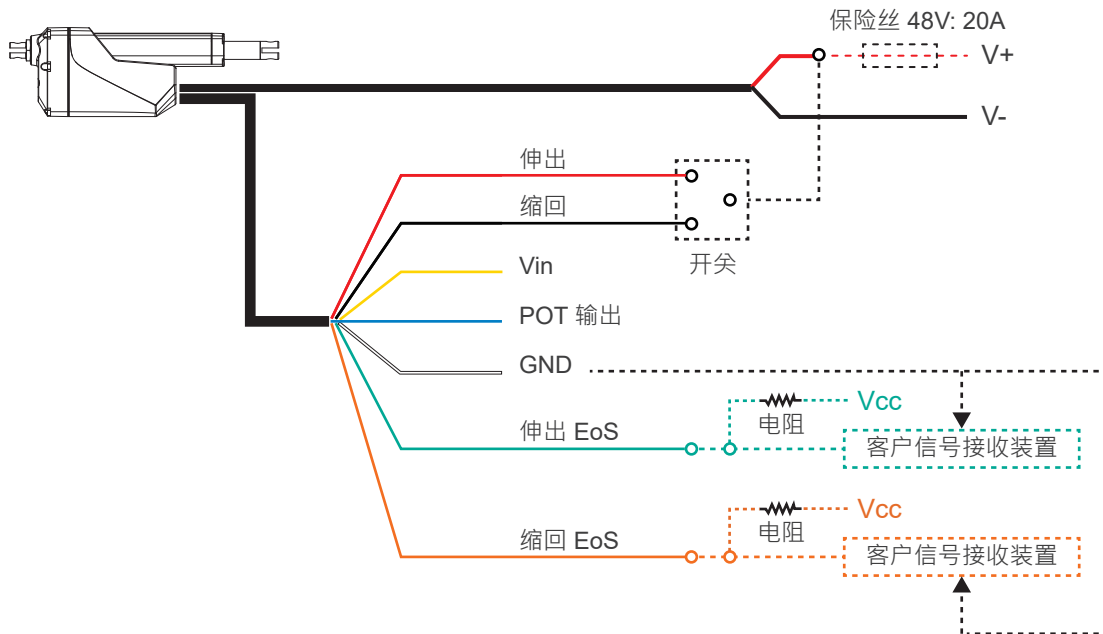 保险丝 48V: 20A
V+
V-
伸出
缩回
开关
Vin
POT 输出
GND
Vcc
电阻
伸出 EoS
客户信号接收装置
Vcc
电阻
缩回 EoS
客户信号接收装置